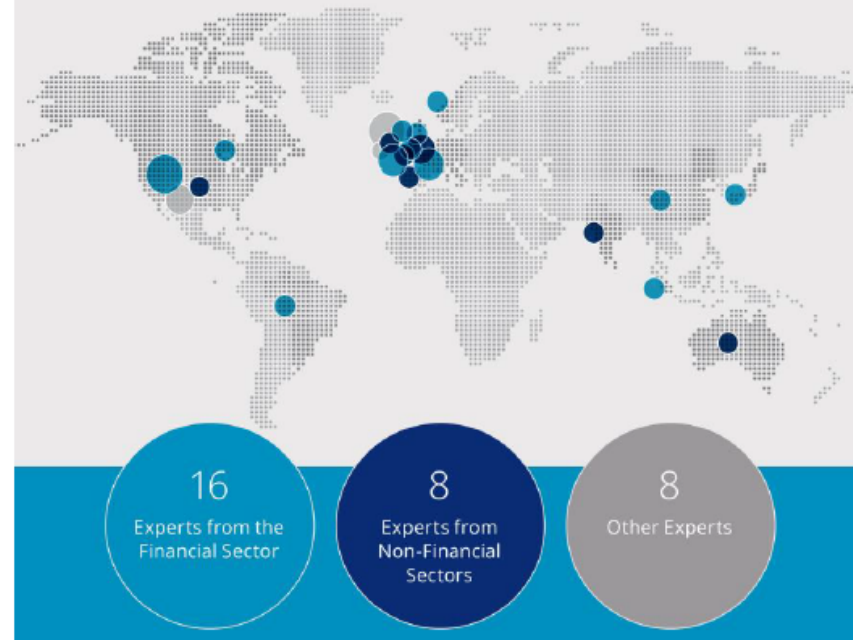 16
Experts from the
Financial Sector
8
Experts from
Non-Financial
Sectors
8
Other Experts